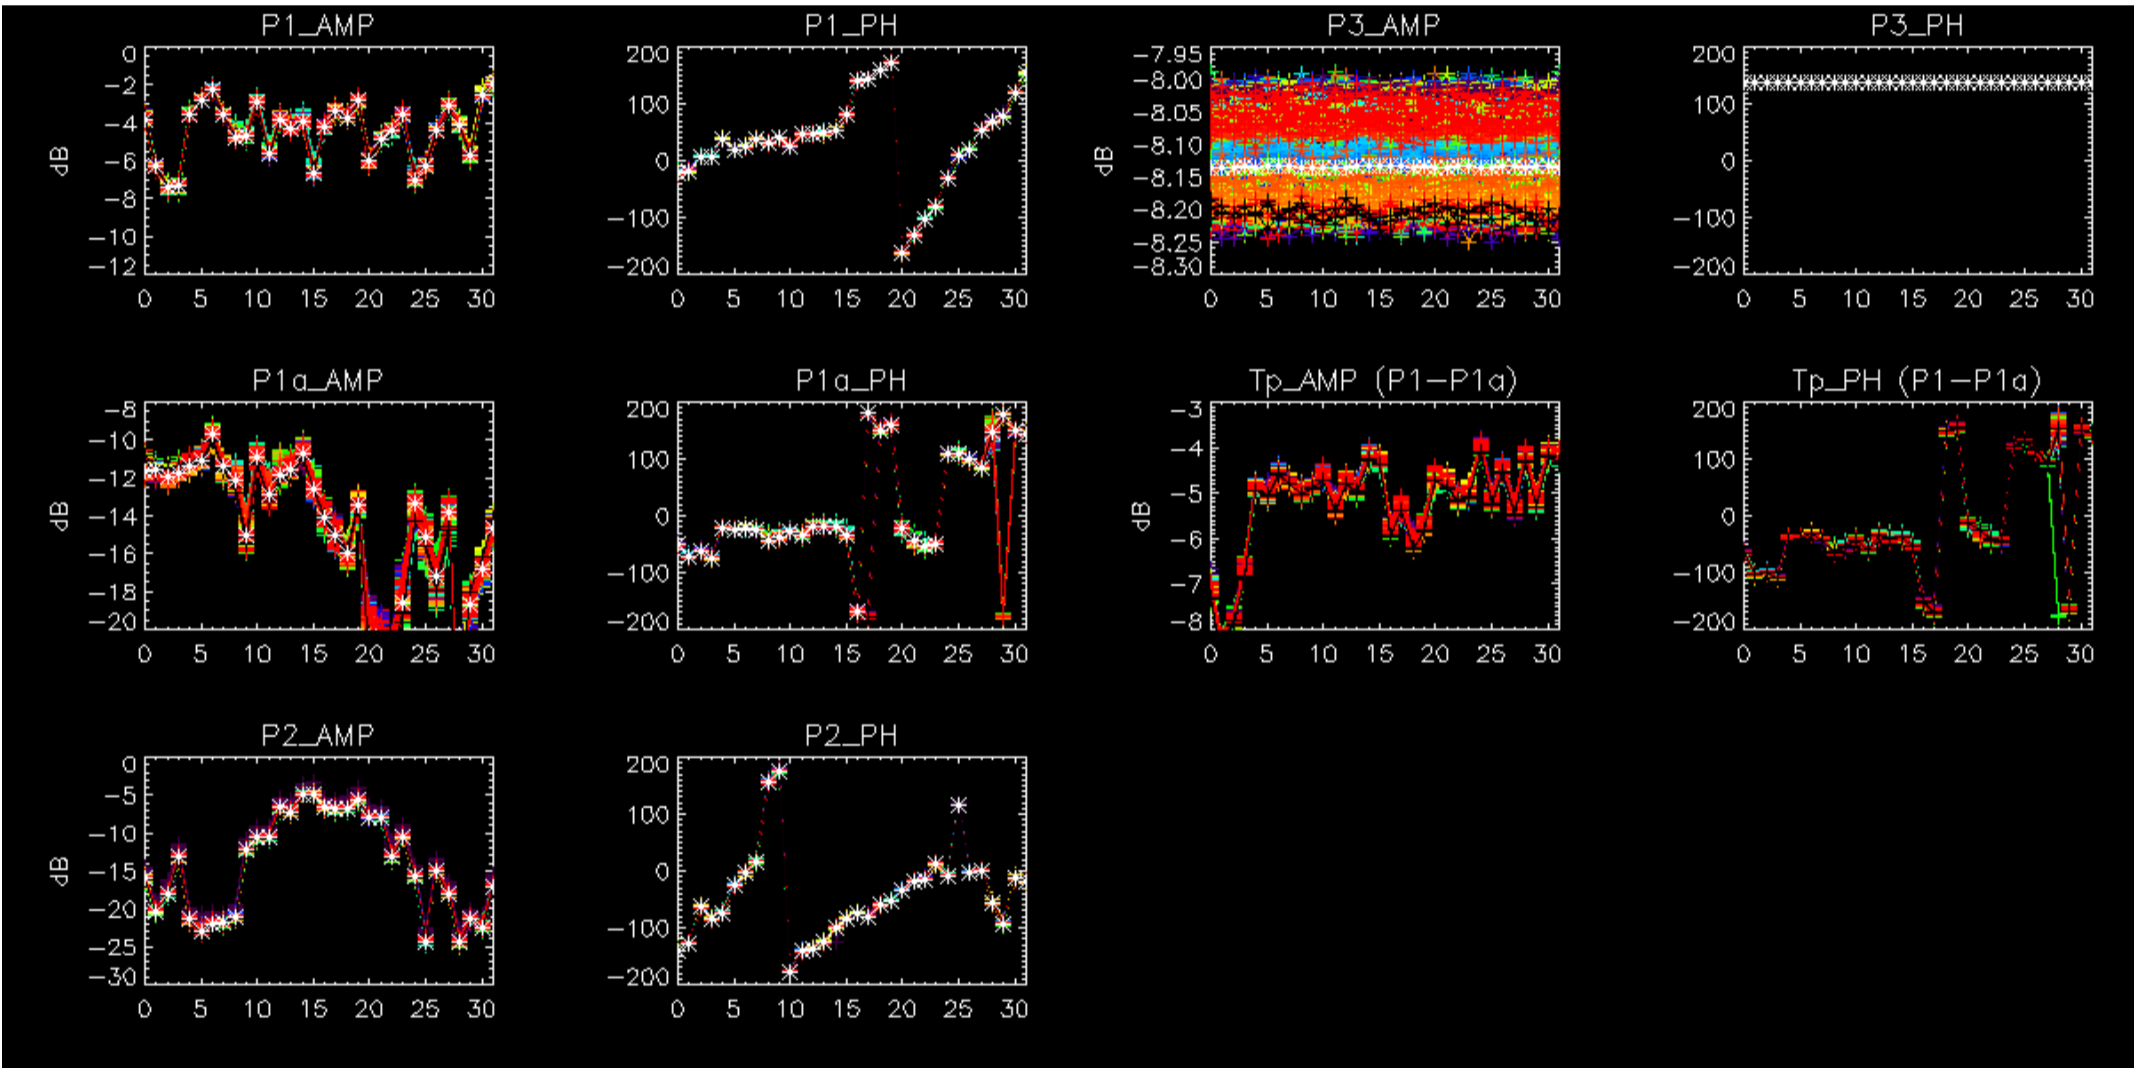 P1_AMP
0
−2
−4
−6
−8
−10
−12
dB
0 5 10 15 20 25 30
P1_PH
200
100
0
−100
−200
0 5 10 15 20 25 30
P3_AMP
−7.95
−8.00
−8.05
−8.10
−8.15
−8.20
−8.25
−8.30
dB
0 5 10 15 20 25 30
P3_PH
200
100
0
−100
−200
0 5 10 15 20 25 30
P1a_AMP
−8
−10
−12
−14
−16
−18
−20
dB
0 5 10 15 20 25 30
P1a_PH
200
100
0
−100
−200
0 5 10 15 20 25 30
Tp_AMP (P1−P1a)
−3
−4
−5
−6
−7
−8
dB
0 5 10 15 20 25 30
Tp_PH (P1−P1a)
200
100
0
−100
−200
0 5 10 15 20 25 30
P2_AMP
0
−5
−10
−15
−20
−25
−30
dB
0 5 10 15 20 25 30
P2_PH
200
100
0
−100
−200
0 5 10 15 20 25 30